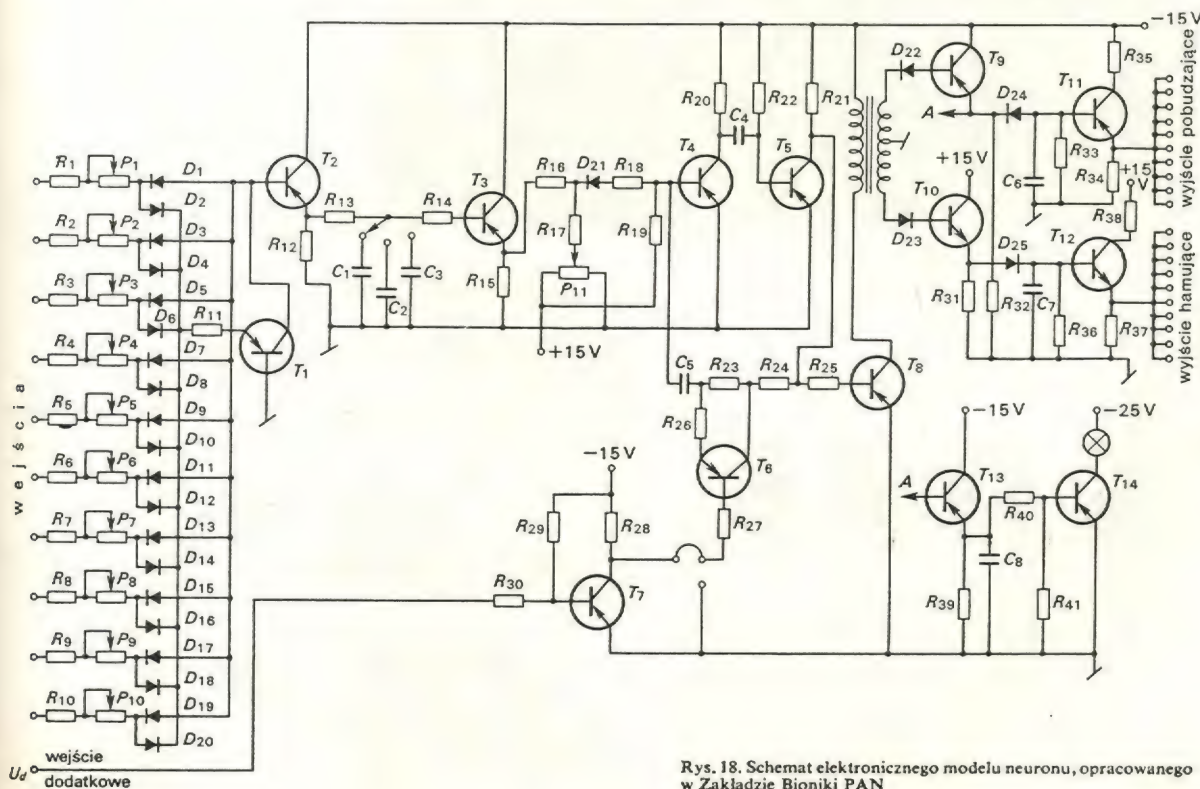 −15V
D22
T9
R35
T2
R20
R22
R21
D24
T11
A
wyjście pobudzające
C4
+15V
R33
R1 P1 D1
D2
T3
R16 D21 R18
T4
T5
T10
C6
R34
+15 V
R38
R2 P2 D3
R13
R14
D4
R12
R17
R19
D23
D25
T12
R3 P3 D5
C1
C2
C3
R15
P11
R31
R32
C7
R36
R37
wyjście hamujące
D6 R11
T1
+15V
R4 P4 D7
D8
C5 R23 R24 R25
T8
wejścia
R5 P5 D9
D10
R26
−15V
−25V
R6 P6 D11
D12
−15V
T6
A
T13
T14
R7 P7 D13
D14
R29
R28
R27
R40
C8
R8 P8 D15
D16
R30
T7
R39
R41
R9 P9 D17
D18
R10 P10 D19
D20
Ud wejście
dodatkowe
Rys. 18. Schemat elektronicznego modelu neuronu, opracowanego
w Zakładzie Bioniki PAN